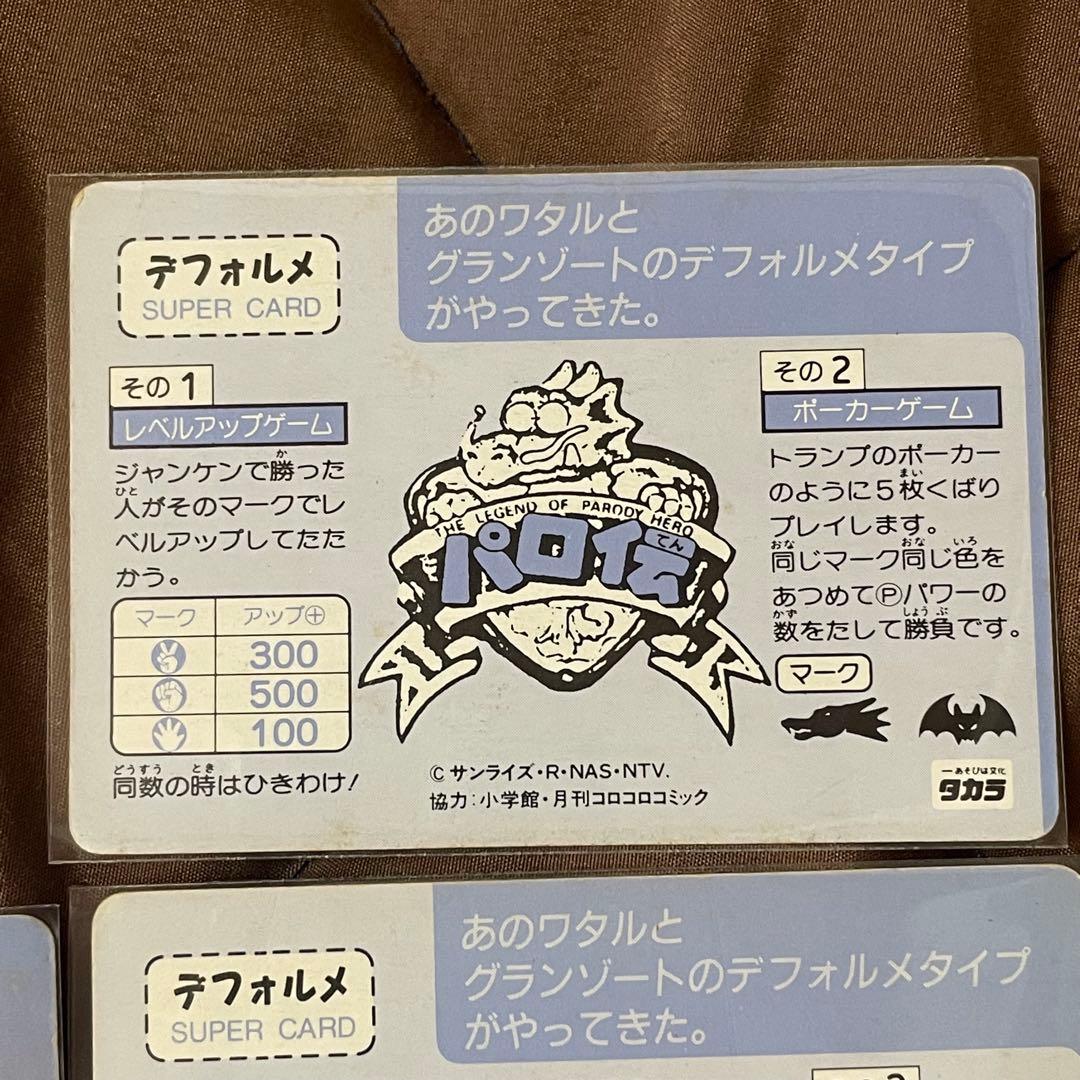 デフォルメ
SUPER CARD
あのワタルと
グランゾートのデフォルメタイプ
がやってきた。
その1
レベルアップゲーム
ジャンケンで勝った
人がそのマークでレ
ベルアップしてたた
かう。
マーク アップ⊕
300
500
100
同数の時はひきわけ!
THE LEGEND OF PARODY HERO
パロ伝
てん
© サンライズ・R・NAS・NTV.
協力:小学館・月刊コロコロコミック
その2
ポーカーゲーム
トランプのポーカー
のように5枚くばり
プレイします。
同じマーク同じ色を
あつめてⓅパワーの
数をたして勝負です。
マーク
ーあそびは文化
タカラ
デフォルメ
SUPER CARD
あのワタルと
グランゾートのデフォルメタイプ
がやってきた。